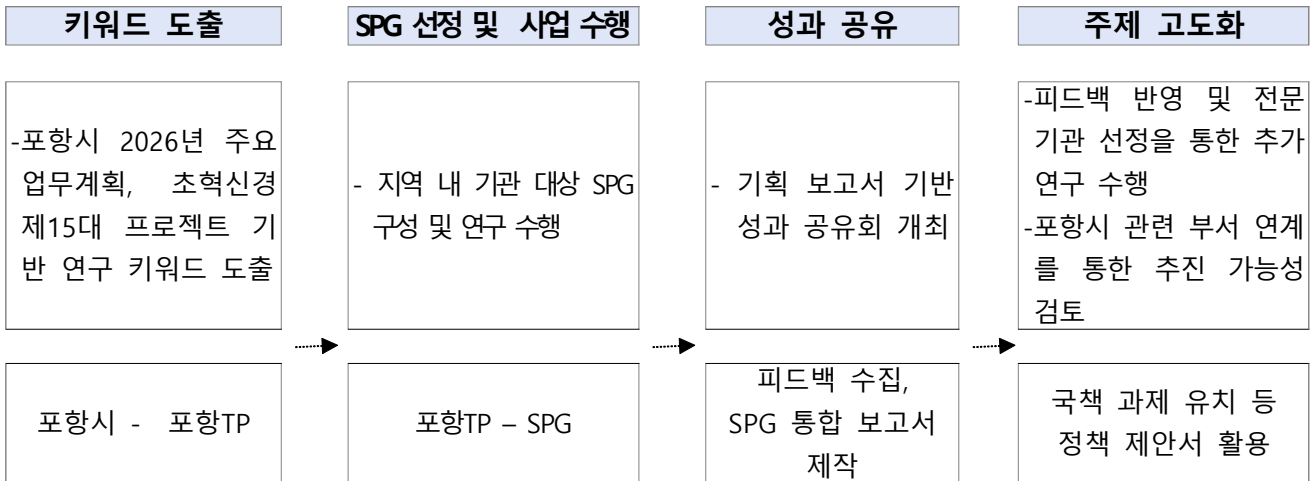 키워드 도출
SPG 선정 및 사업 수행
성과 공유
주제 고도화
-포항시 2026년 주요
업무계획, 초혁신경
제15대 프로젝트 기
반 연구 키워드 도출
- 지역 내 기관 대상 SPG
구성 및 연구 수행
- 기획 보고서 기반
성과 공유회 개최
-피드백 반영 및 전문
기관 선정을 통한 추가
연구 수행
-포항시 관련 부서 연계
를 통한 추진 가능성
검토
포항시 - 포항TP
포항TP – SPG
피드백 수집,
SPG 통합 보고서
제작
국책 과제 유치 등
정책 제안서 활용